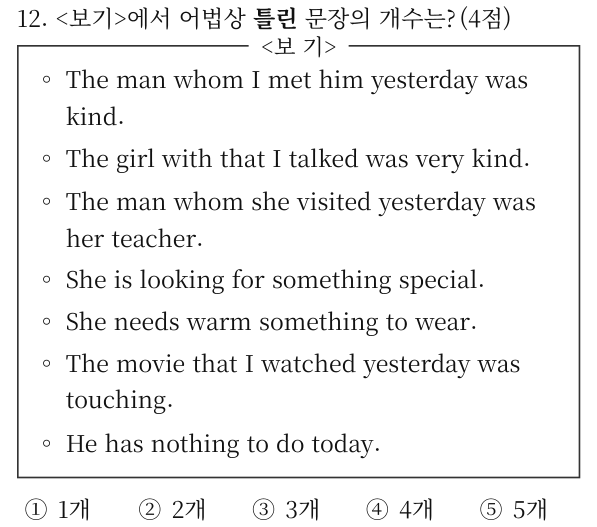 12. <보기>에서 어법상 틀린 문장의 개수는? (4점)
<보 기>
◦ The man whom I met him yesterday was
kind.
◦ The girl with that I talked was very kind.
◦ The man whom she visited yesterday was
her teacher.
◦ She is looking for something special.
◦ She needs warm something to wear.
◦ The movie that I watched yesterday was
touching.
◦ He has nothing to do today.
① 1개 ② 2개 ③ 3개 ④ 4개 ⑤ 5개